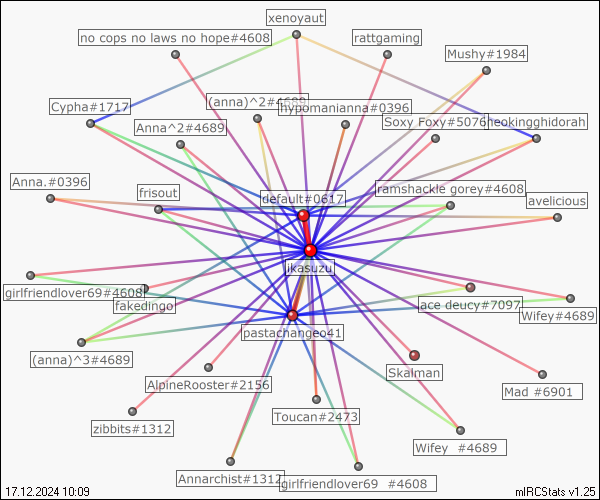 xenoyaut
no cops no laws no hope#4608
rattgaming
Mushy#1984
Cypha#1717
(anna)^2#4689
hypomanianna#0396
Anna^2#4689
Soxy Foxy#5076
heokingghidorah
Anna.#0396
frisout
default#0617
ramshackle gorey#4608
avelicious
ikasuzu
girlfriendlover69#4608
fakedingo
ace deucy#7097
Wifey#4689
pastachangeo41
(anna)^3#4689
AlpineRooster#2156
Skaiman
Mad #6901
Toucan#2473
zibbits#1312
Wifey #4689
Annarchist#1312
girlfriendlover69 #4608
17.12.2024 10:09
mIRCStats v1.25